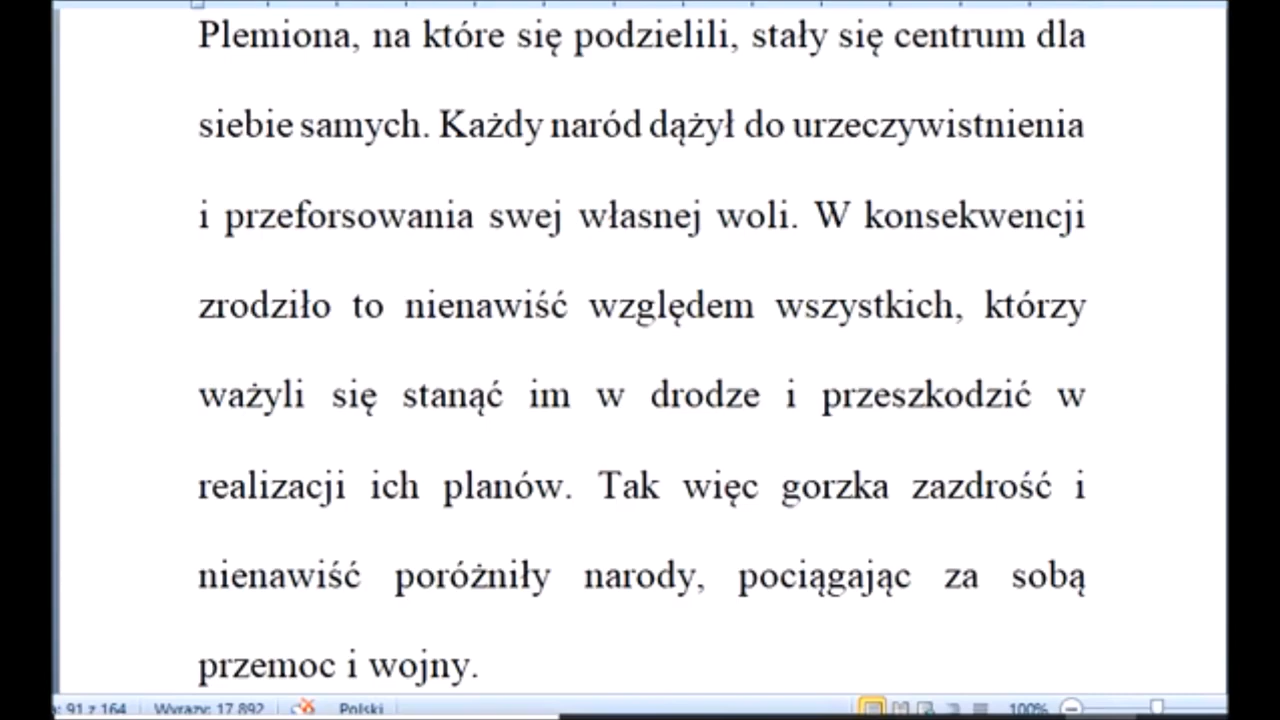 Plemiona, na które się podzielili, stały się centrum dla
siebie samych. Każdy naród dążył do urzeczywistnienia
i przeforsowania swej własnej woli. W konsekwencji
zrodziło to nienawiść względem wszystkich, którzy
ważyli się stanąć im w drodze i przeszkodzić w
realizacji ich planów. Tak więc gorzka zazdrość i
nienawiść poróżniły narody, pociągając za sobą
przemoc i wojny.
: 91 z 164 Wyrazy: 17 892 Polski 100%